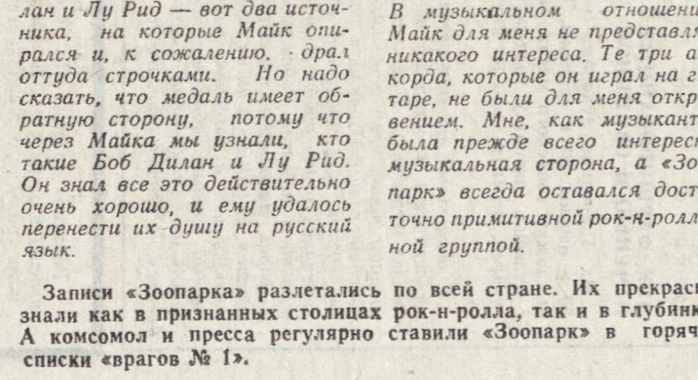 лан и Лу Рид — вот два источ-
ника, на которые Майк опи-
рался и, к сожалению, драл
оттуда строчками. Но надо
сказать, что медаль имеет об-
ратную сторону, потому что
через Майка мы узнали, кто
такие Боб Дилан и Лу Рид.
Он знал все это действительно
очень хорошо, и ему удалось
перенести их душу на русский
язык.
В музыкальном отношени
Майк для меня не представл
никакого интереса. Те три а
корда, которые он играл на г
таре, не были для меня откр
вением. Мне, как музыкант
была прежде всего интерес
музыкальная сторона, а «Зо
парк» всегда оставался дост
точно примитивной рок-н-ролл
ной группой.
Записи «Зоопарка» разлетались по всей стране. Их прекрас
знали как в признанных столицах рок-н-ролла, так и в глубинк
А комсомол и пресса регулярно ставили «Зоопарк» в горяч
списки «врагов № 1».